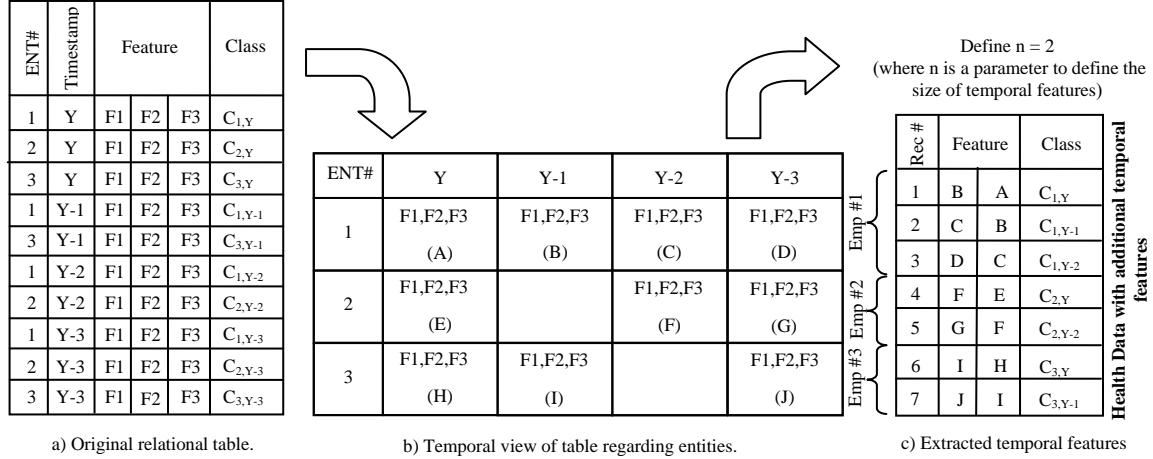 ENT# Timestamp Feature Class
1 Y F1 F2 F3 C1,Y
2 Y F1 F2 F3 C2,Y
3 Y F1 F2 F3 C3,Y
1 Y-1 F1 F2 F3 C1,Y-1
3 Y-1 F1 F2 F3 C3,Y-1
1 Y-2 F1 F2 F3 C1,Y-2
2 Y-2 F1 F2 F3 C2,Y-2
1 Y-3 F1 F2 F3 C1,Y-3
2 Y-3 F1 F2 F3 C2,Y-3
3 Y-3 F1 F2 F3 C3,Y-3
a) Original relational table.
ENT# Y Y-1 Y-2 Y-3
F1,F2,F3 F1,F2,F3 F1,F2,F3 F1,F2,F3
1
(A) (B) (C) (D)
F1,F2,F3 F1,F2,F3 F1,F2,F3
2
(E) (F) (G)
F1,F2,F3 F1,F2,F3 F1,F2,F3
3
(H) (I) (J)
b) Temporal view of table regarding entities.
Define n = 2
(where n is a parameter to define the
size of temporal features)
Emp #1
Emp #2
Emp #3
Rec # Feature Class
1 B A C1,Y
2 C B C1,Y-1
3 D C C1,Y-2
4 F E C2,Y
5 G F C2,Y-2
6 I H C3,Y
7 J I C3,Y-1
Health Data with additional temporal
features
c) Extracted temporal features